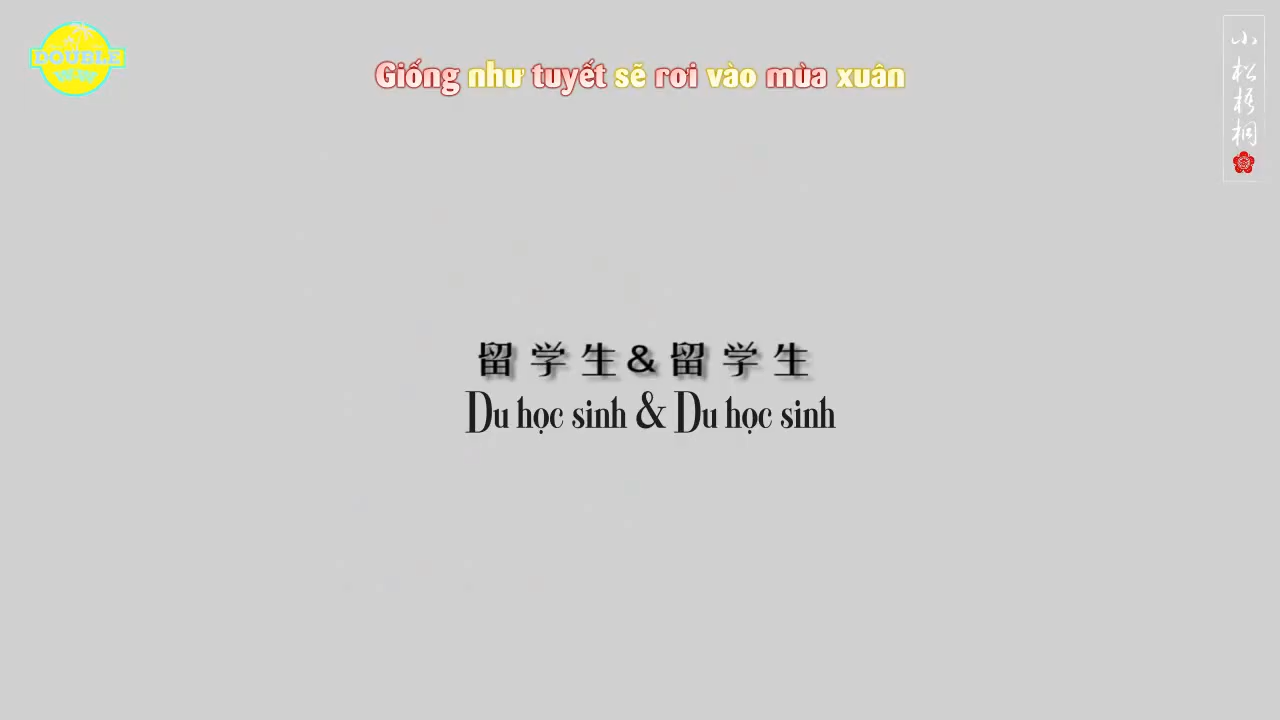 DOUBLE
Giống như tuyết sẽ rơi vào mùa xuân
小松梧桐
留学生&留学生
Du học sinh & Du học sinh